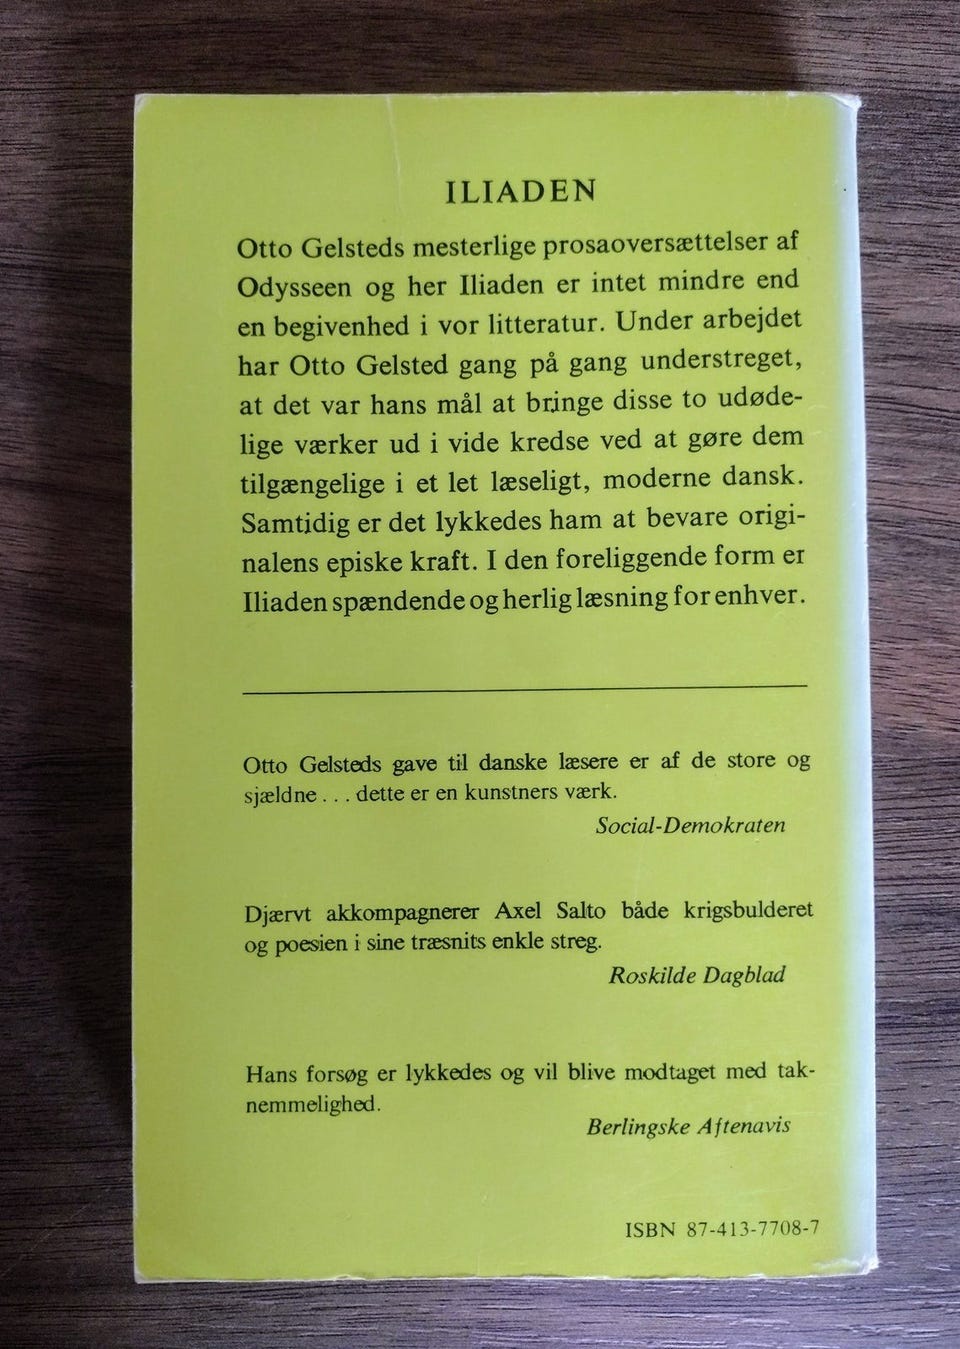 ILIADEN
Otto Gelsteds mesterlige prosaoversættelser af
Odysseen og her Iliaden er intet mindre end
en begivenhed i vor litteratur. Under arbejdet
har Otto Gelsted gang på gang understreget,
at det var hans mål at bringe disse to udøde-
lige værker ud i vide kredse ved at gøre dem
tilgængelige i et let læseligt, moderne dansk.
Samtidig er det lykkedes ham at bevare origi-
nalens episke kraft. I den foreliggende form er
Iliaden spændende og herlig læsning for enhver.
Otto Gelsteds gave til danske læsere er af de store og
sjældne . . . dette er en kunstners værk.
Social-Demokraten
Djærvt akkompagnerer Axel Salto både krigsbulderet
og poesien i sine træsnits enkle streg.
Roskilde Dagblad
Hans forsøg er lykkedes og vil blive modtaget med tak-
nemmelighed.
Berlingske Aftenavis
ISBN 87-413-7708-7